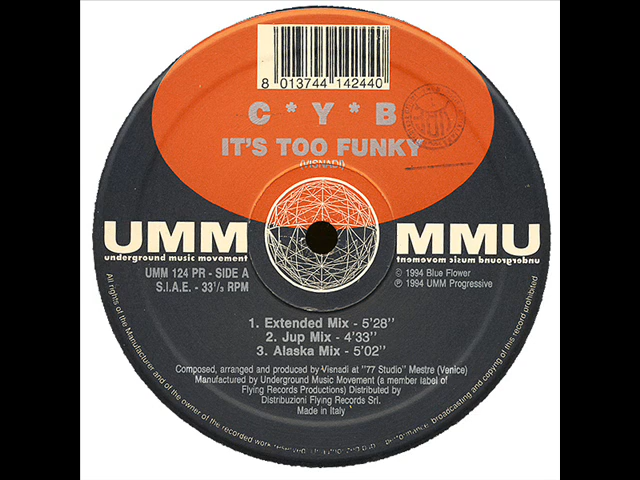 8 013744 142440
C * Y * B
IT'S TOO FUNKY
(VISNADI)
UMM
underground music movement
UMM
underground music movement
UMM 124 PR - SIDE A
S.I.A.E. - 33 1/3 RPM
© 1994 Blue Flower
℗ 1994 UMM Progressive
1. Extended Mix - 5'28''
2. Jup Mix - 4'33''
3. Alaska Mix - 5'02''
Composed, arranged and produced by Visnadi at "77 Studio" Mestre (Venice)
Manufactured by Underground Music Movement (a member label of
Flying Records Productions) Distributed by
Distribuzioni Flying Records Srl.
Made in Italy
All rights of the Manufacturer and of the owner of the recorded work reserved. performance, broadcasting and copying of this record